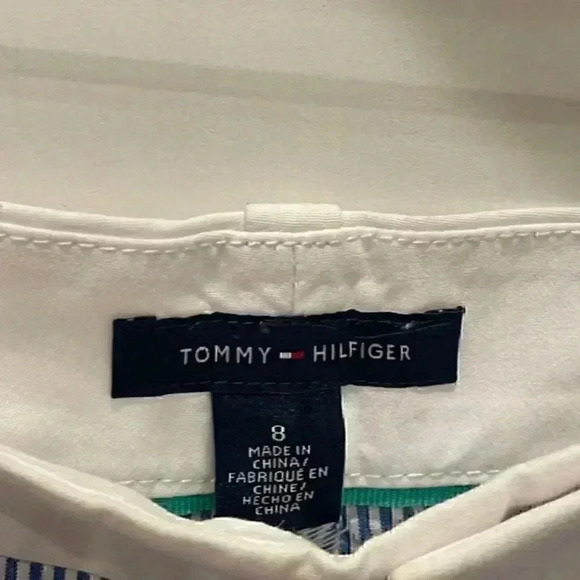 TOMMY HILFIGER
8
MADE IN
CHINA/
FABRIQUÉ EN
CHINE/
HECHO EN
CHINA